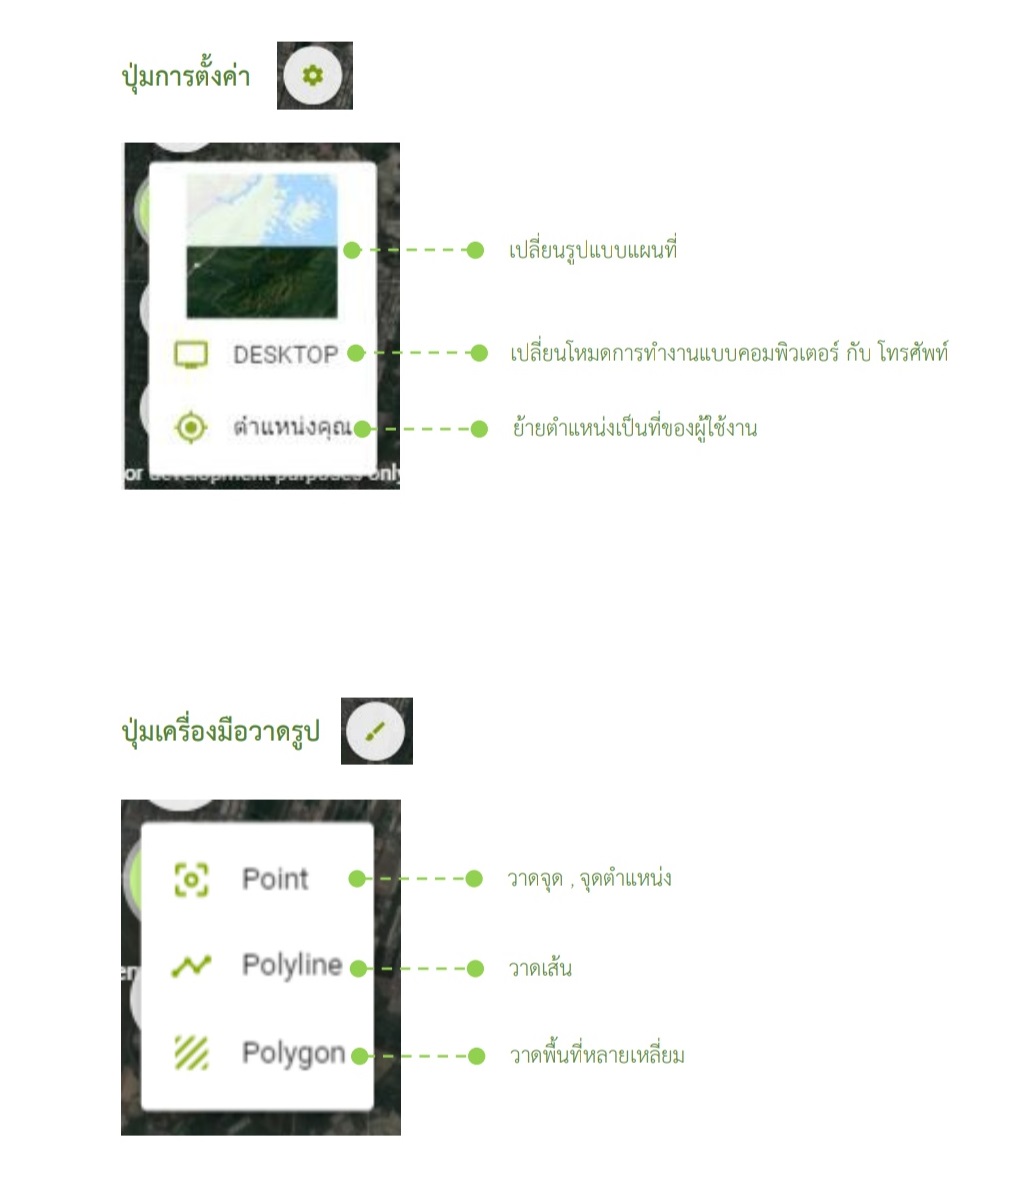 ปุ่มการตั้งค่า
เปลี่ยนรูปแบบแผนที่
DESKTOP เปลี่ยนโหมดการทำงานแบบคอมพิวเตอร์ กับ โทรศัพท์
ตำแหน่งคุณ ย้ายตำแหน่งเป็นที่ของผู้ใช้งาน
or development purposes only
ปุ่มเครื่องมือวาดรูป
Point วาดจุด , จุดตำแหน่ง
en
Polyline วาดเส้น
Polygon วาดพื้นที่หลายเหลี่ยม